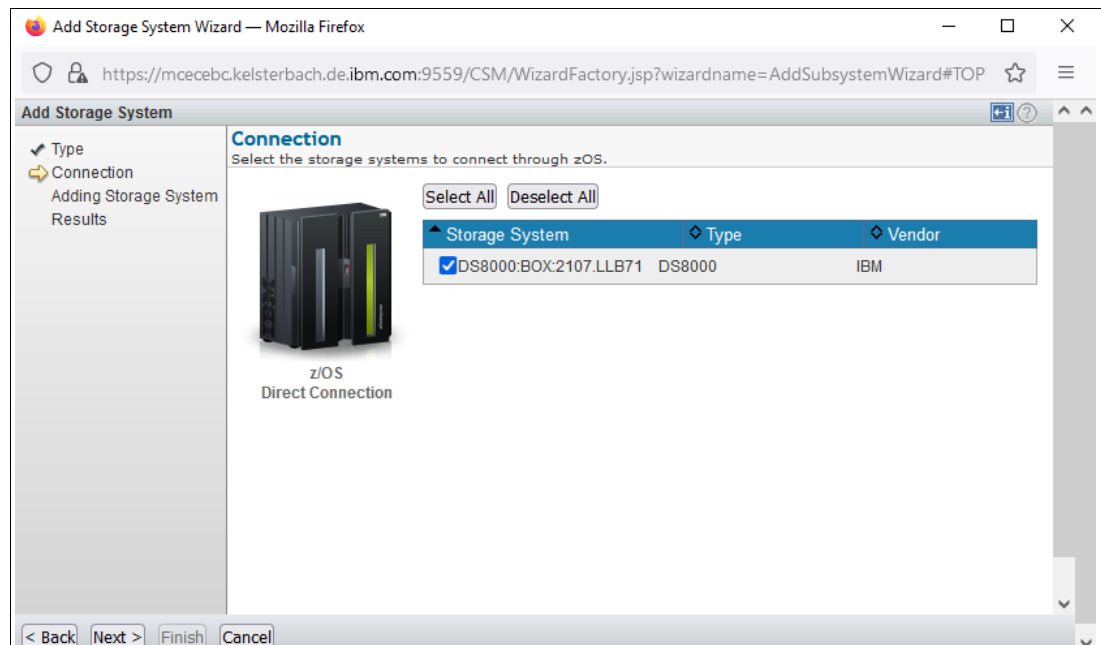 Add Storage System Wizard — Mozilla Firefox
https://mcecebc.kelsterbach.de.ibm.com:9559/CSM/WizardFactory.jsp?wizardname=AddSubsystemWizard#TOP
Add Storage System
Type
Connection
Adding Storage System
Results
Connection
Select the storage systems to connect through zOS.
Select All Deselect All
Storage System Type Vendor
DS8000:BOX:2107.LLB71 DS8000 IBM
z/OS
Direct Connection
< Back Next > Finish Cancel